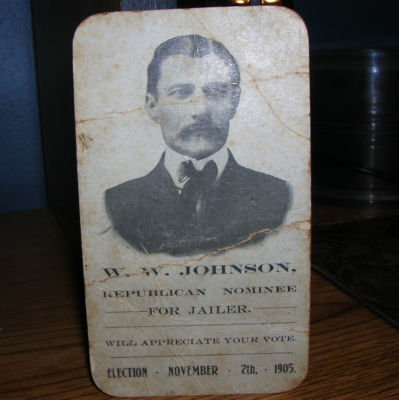 W. W. JOHNSON,
REPUBLICAN NOMINEE
FOR JAILER.
WILL APPRECIATE YOUR VOTE.
ELECTION · NOVEMBER · 7th, · 1905.